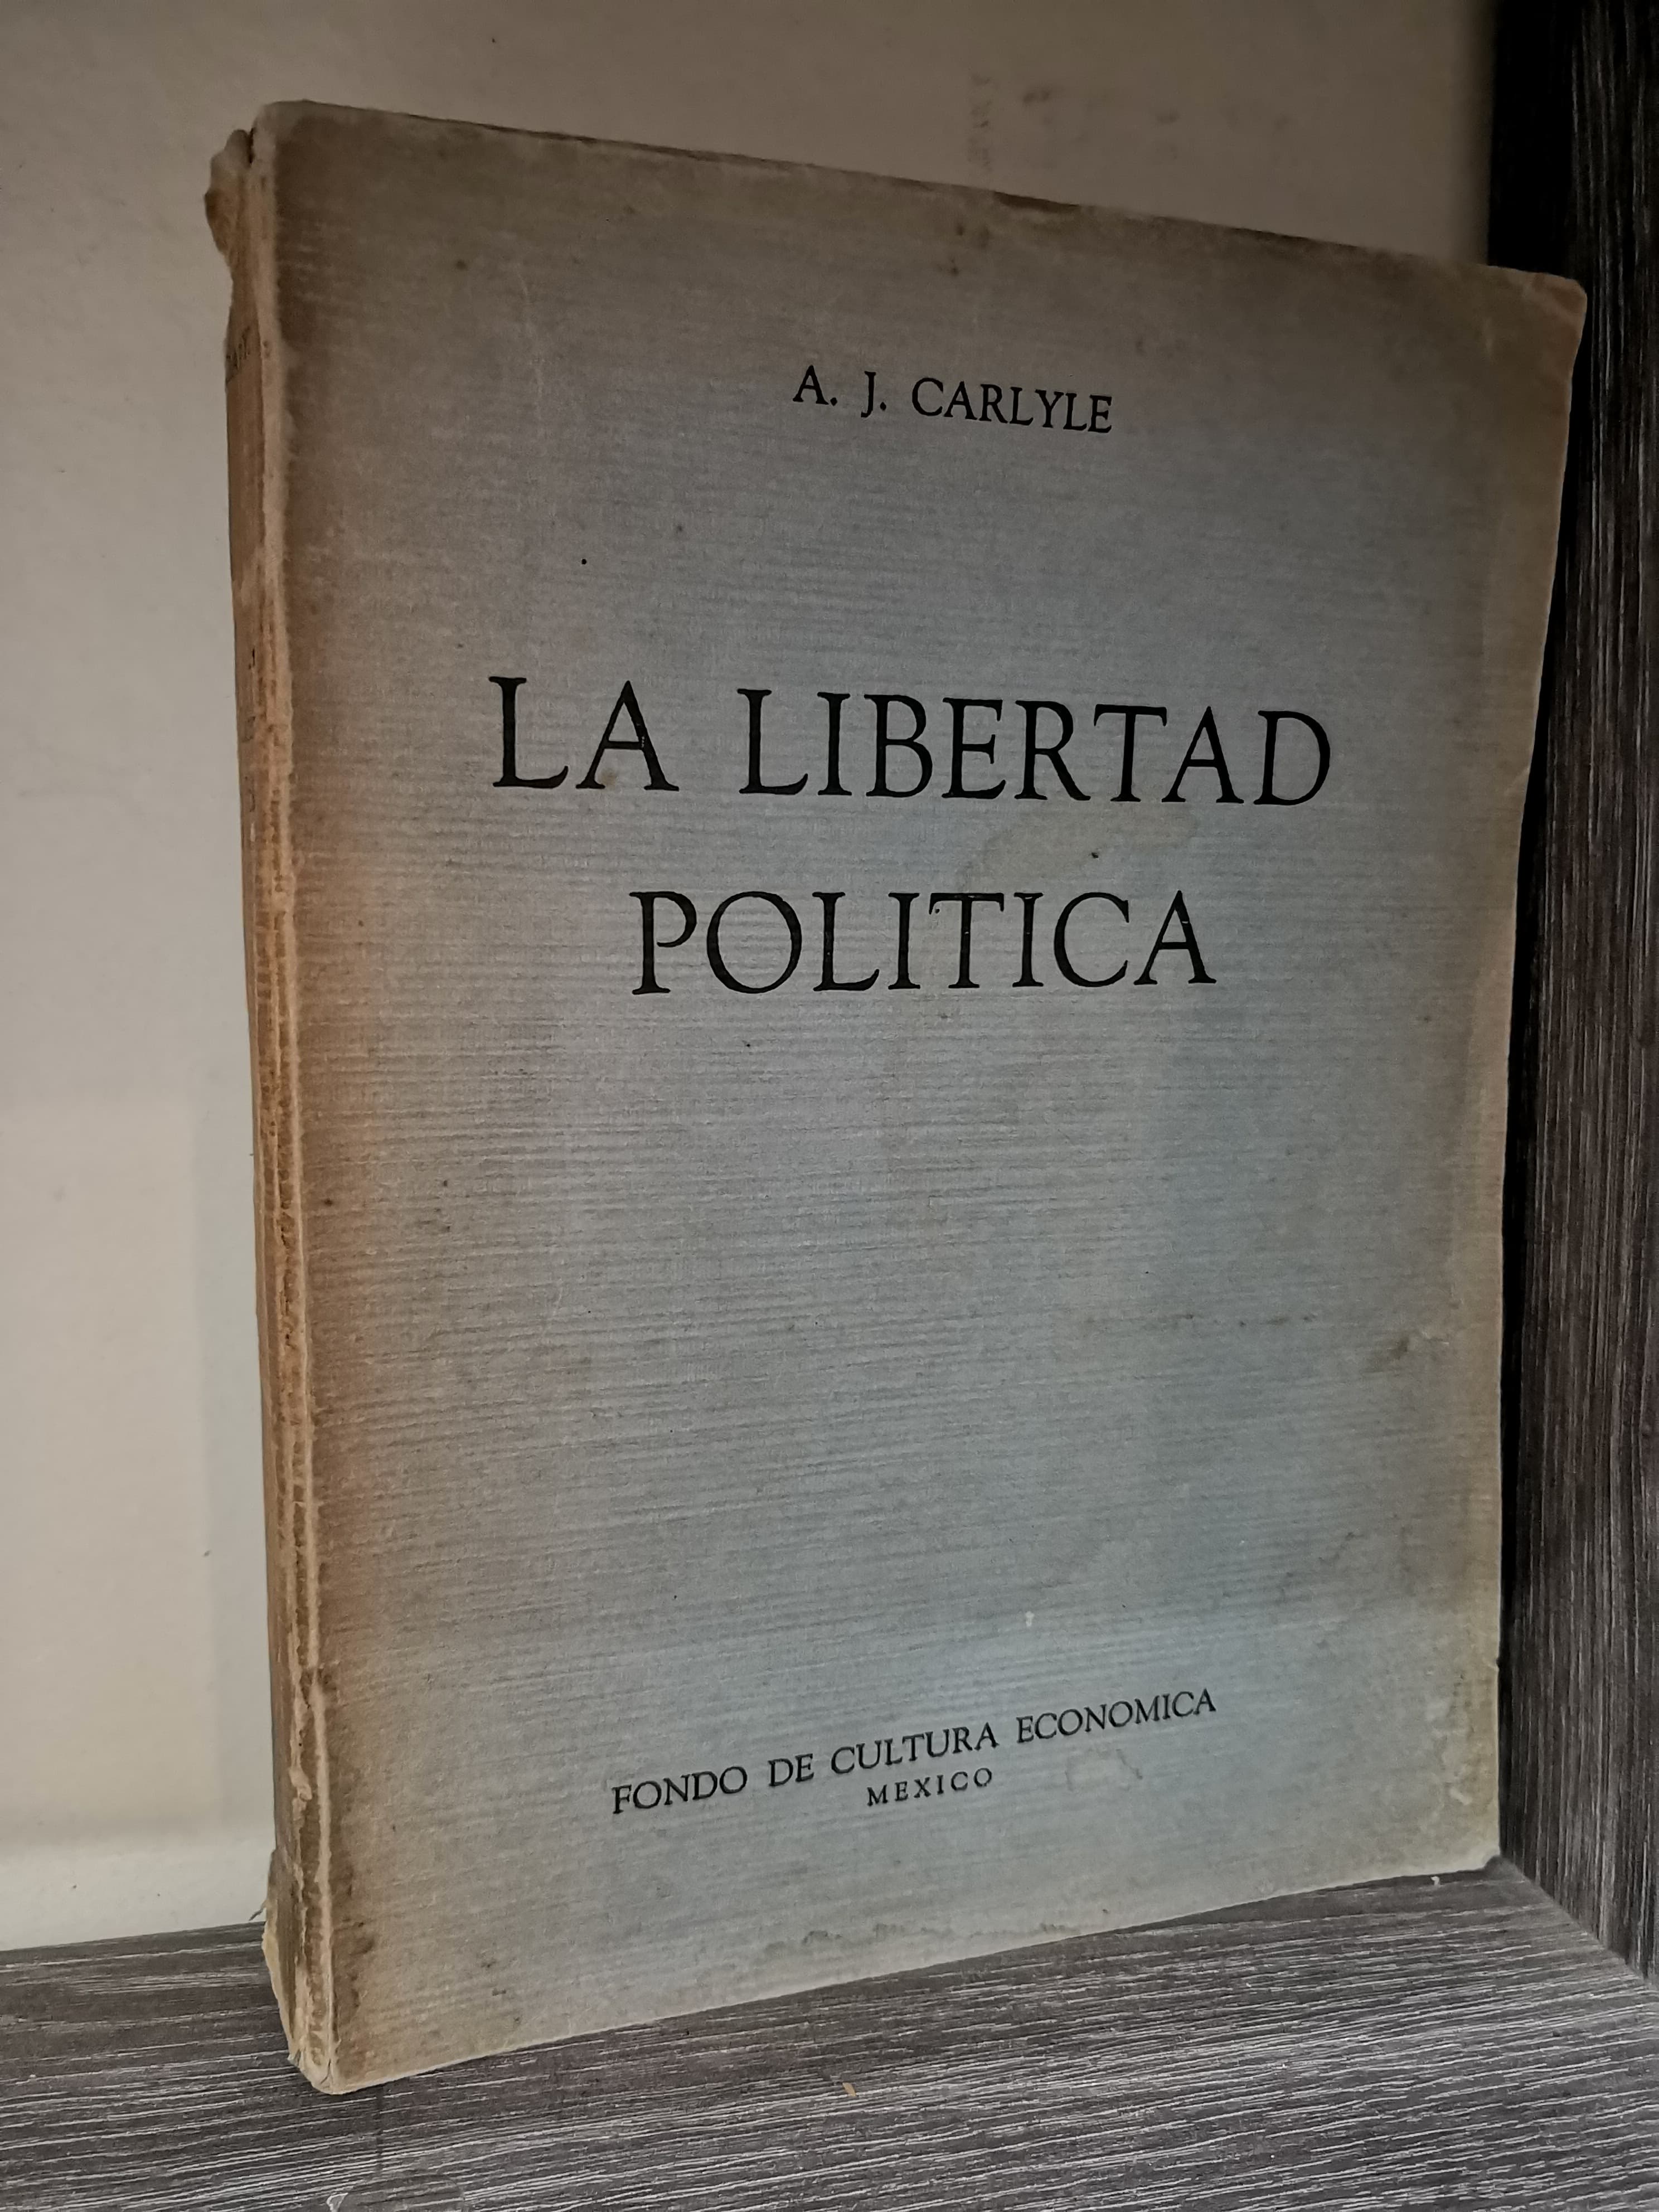 A. J. CARLYLE
LA LIBERTAD
POLITICA
FONDO DE CULTURA ECONOMICA
MEXICO